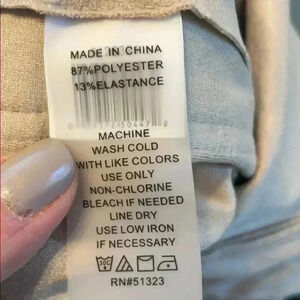 MADE IN CHINA
87%POLYESTER
13%ELASTANCE
MACHINE
WASH COLD
WITH LIKE COLORS
USE ONLY
NON-CHLORINE
BLEACH IF NEEDED
LINE DRY
USE LOW IRON
IF NECESSARY
30C
RN#51323